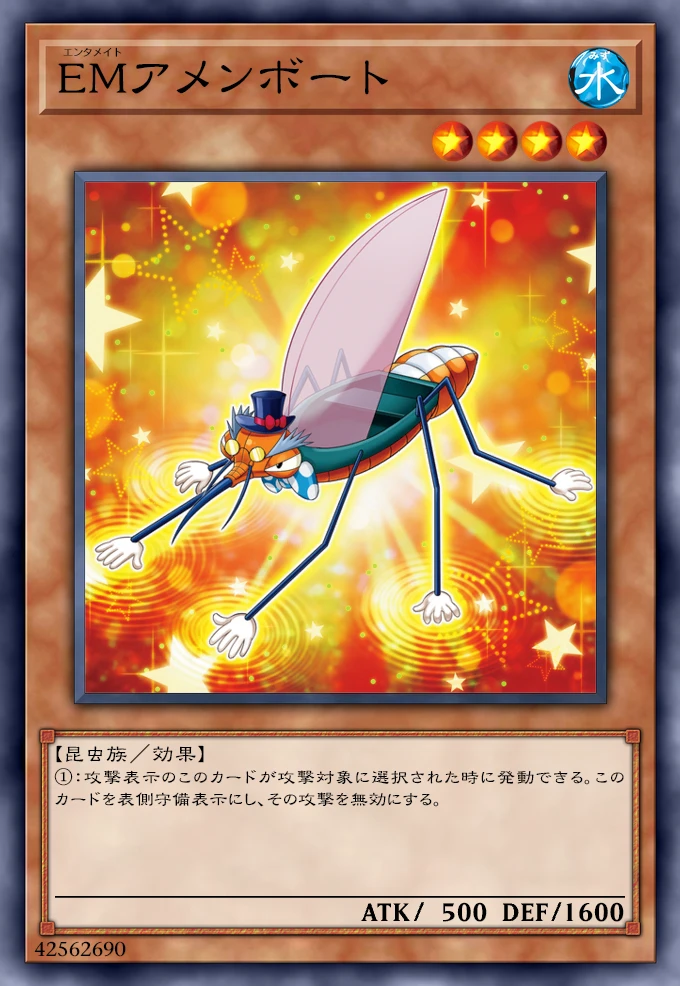 エンタメイト
EMアメンボート
みず
水
【昆虫族／効果】
①：攻撃表示のこのカードが攻撃対象に選択された時に発動できる。この
カードを表側守備表示にし、その攻撃を無効にする。
ATK/ 500 DEF/1600
42562690